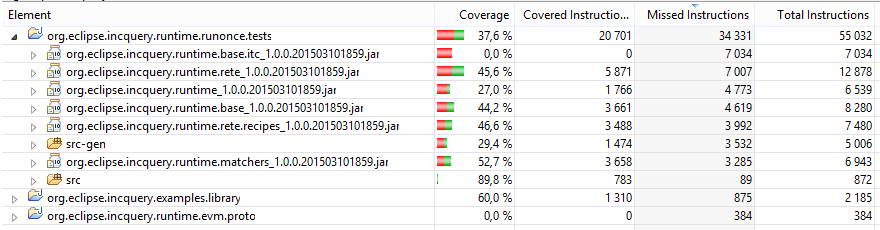 Element Coverage Covered Instructio... Missed Instructions Total Instructions
org.eclipse.incquery.runtime.runonce.tests 37,6 % 20 701 34 331 55 032
org.eclipse.incquery.runtime.base.itc_1.0.0.201503101859.jar 0,0 % 0 7 034 7 034
org.eclipse.incquery.runtime.rete_1.0.0.201503101859.jar 45,6 % 5 871 7 007 12 878
org.eclipse.incquery.runtime_1.0.0.201503101859.jar 27,0 % 1 766 4 773 6 539
org.eclipse.incquery.runtime.base_1.0.0.201503101859.jar 44,2 % 3 661 4 619 8 280
org.eclipse.incquery.runtime.rete.recipes_1.0.0.201503101859.jar 46,6 % 3 488 3 992 7 480
src-gen 29,4 % 1 474 3 532 5 006
org.eclipse.incquery.runtime.matchers_1.0.0.201503101859.jar 52,7 % 3 658 3 285 6 943
src 89,8 % 783 89 872
org.eclipse.incquery.examples.library 60,0 % 1 310 875 2 185
org.eclipse.incquery.runtime.evm.proto 0,0 % 0 384 384